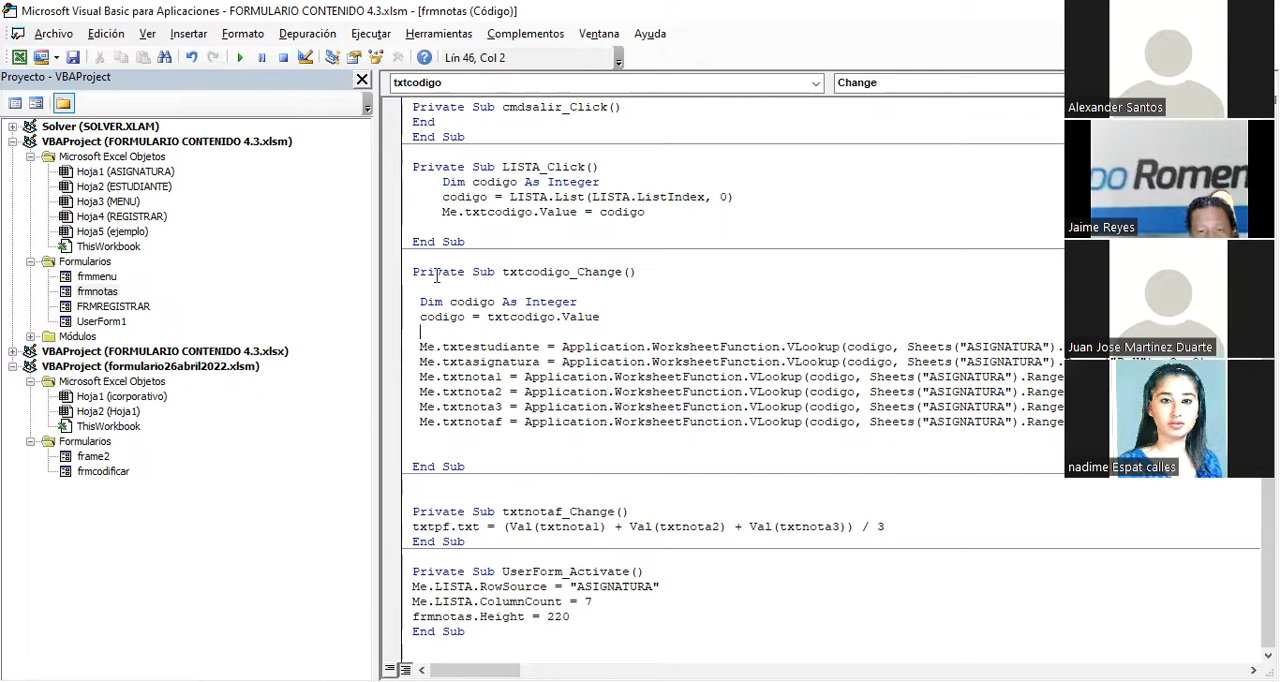 Microsoft Visual Basic para Aplicaciones - FORMULARIO CONTENIDO 4.3.xlsm - [frmnotas (Código)]
Archivo Edición Ver Insertar Formato Depuración Ejecutar Herramientas Complementos Ventana Ayuda
Lín 46, Col 2
Proyecto - VBAProject
Solver (SOLVER.XLAM)
VBAProject (FORMULARIO CONTENIDO 4.3.xlsm)
Microsoft Excel Objetos
Hoja1 (ASIGNATURA)
Hoja2 (ESTUDIANTE)
Hoja3 (MENU)
Hoja4 (REGISTRAR)
Hoja5 (ejemplo)
ThisWorkbook
Formularios
frmmenu
frmnotas
FRMREGISTRAR
UserForm1
Módulos
VBAProject (FORMULARIO CONTENIDO 4.3.xlsx)
VBAProject (formulario26abril2022.xlsm)
Microsoft Excel Objetos
Hoja1 (icorporativo)
Hoja2 (Hoja1)
ThisWorkbook
Formularios
frame2
frmcodificar
txtcodigo
Change
Private Sub cmdsalir_Click()
End
End Sub
Private Sub LISTA_Click()
Dim codigo As Integer
codigo = LISTA.List(LISTA.ListIndex, 0)
Me.txtcodigo.Value = codigo
End Sub
Private Sub txtcodigo_Change()
Dim codigo As Integer
codigo = txtcodigo.Value
Me.txtestudiante = Application.WorksheetFunction.VLookup(codigo, Sheets("ASIGNATURA").
Me.txtasignatura = Application.WorksheetFunction.VLookup(codigo, Sheets("ASIGNATURA").
Me.txtnota1 = Application.WorksheetFunction.VLookup(codigo, Sheets("ASIGNATURA").Range
Me.txtnota2 = Application.WorksheetFunction.VLookup(codigo, Sheets("ASIGNATURA").Range
Me.txtnota3 = Application.WorksheetFunction.VLookup(codigo, Sheets("ASIGNATURA").Range
Me.txtnotaf = Application.WorksheetFunction.VLookup(codigo, Sheets("ASIGNATURA").Range
End Sub
Private Sub txtnotaf_Change()
txtpf.txt = (Val(txtnota1) + Val(txtnota2) + Val(txtnota3)) / 3
End Sub
Private Sub UserForm_Activate()
Me.LISTA.RowSource = "ASIGNATURA"
Me.LISTA.ColumnCount = 7
frmnotas.Height = 220
End Sub
Alexander Santos
po Romen
Jaime Reyes
Juan Jose Martinez Duarte
nadime Espat calles